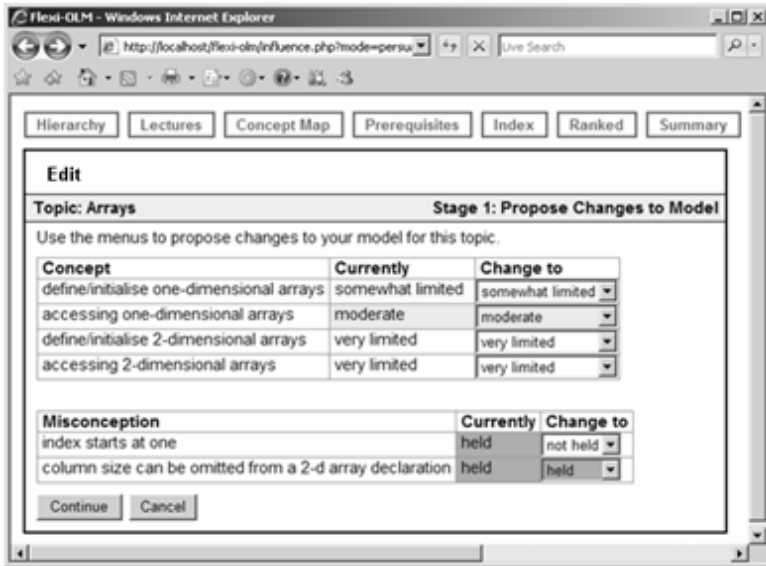 Flexi-OLM - Windows Internet Explorer
http://localhost/flexi-olm/influence.php?mode=persua
Live Search
Hierarchy Lectures Concept Map Prerequisites Index Ranked Summary
Edit
Topic: Arrays Stage 1: Propose Changes to Model
Use the menus to propose changes to your model for this topic.
Concept Currently Change to
define/initialise one-dimensional arrays somewhat limited somewhat limited
accessing one-dimensional arrays moderate moderate
define/initialise 2-dimensional arrays very limited very limited
accessing 2-dimensional arrays very limited very limited
Misconception Currently Change to
index starts at one held not held
column size can be omitted from a 2-d array declaration held held
Continue Cancel